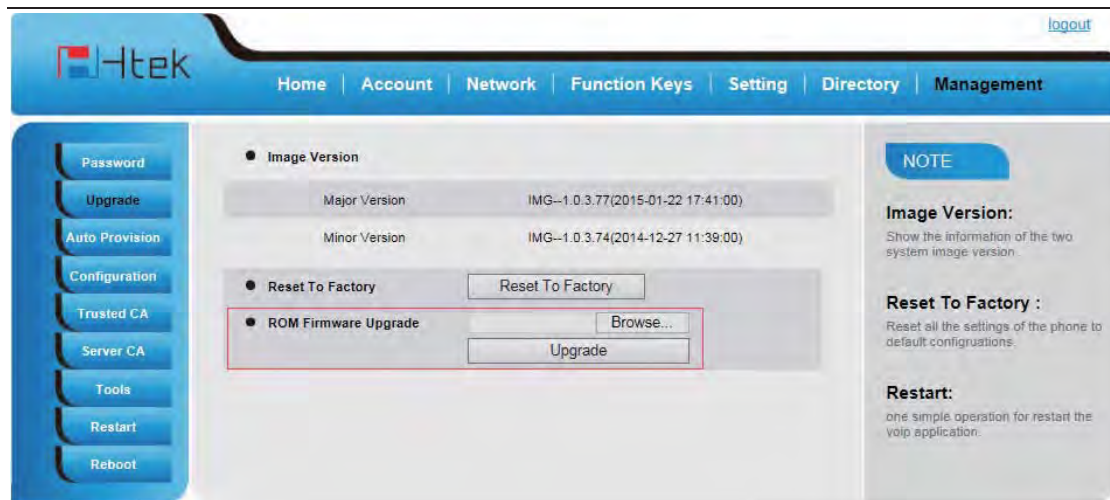 logout
Htek
Home | Account | Network | Function Keys | Setting | Directory | Management
Password
Upgrade
Auto Provision
Configuration
Trusted CA
Server CA
Tools
Restart
Reboot
Image Version
Major Version IMG--1.0.3.77(2015-01-22 17:41:00)
Minor Version IMG--1.0.3.74(2014-12-27 11:39:00)
Reset To Factory Reset To Factory
ROM Firmware Upgrade Browse...
Upgrade
NOTE
Image Version:
Show the information of the two
system image version.
Reset To Factory :
Reset all the settings of the phone to
default configruations.
Restart:
one simple operation for restart the
voip application.